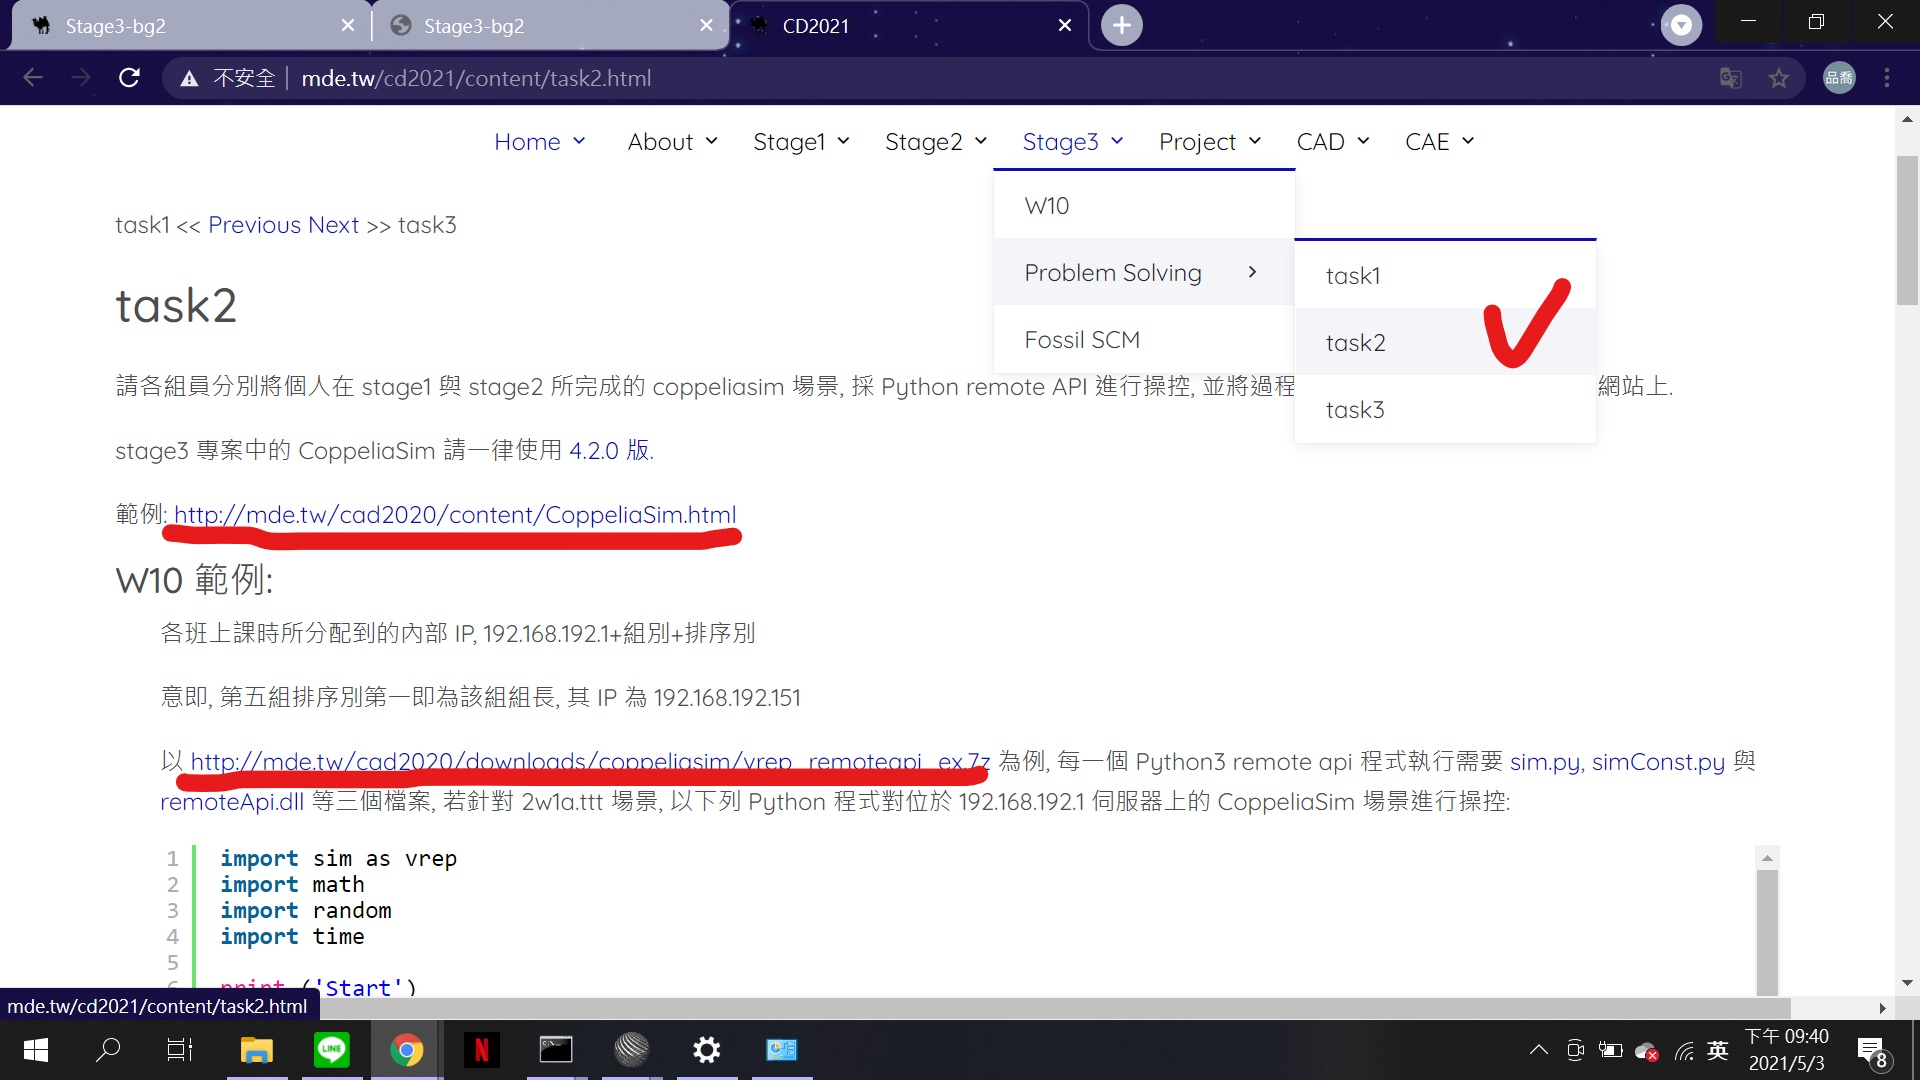 Stage3-bg2
Stage3-bg2
CD2021
不安全 mde.tw/cd2021/content/task2.html
品喬
Home About Stage1 Stage2 Stage3 Project CAD CAE
W10
Problem Solving
Fossil SCM
task1
task2
task3
task1 << Previous Next >> task3
task2
請各組員分別將個人在 stage1 與 stage2 所完成的 coppeliasim 場景, 採 Python remote API 進行操控, 並將過程 網站上.
stage3 專案中的 CoppeliaSim 請一律使用 4.2.0 版.
範例: http://mde.tw/cad2020/content/CoppeliaSim.html
W10 範例:
各班上課時所分配到的內部 IP, 192.168.192.1+組別+排序別
意即, 第五組排序別第一即為該組組長, 其 IP 為 192.168.192.151
以 http://mde.tw/cad2020/downloads/coppeliasim/vrep_remoteapi_ex.7z 為例, 每一個 Python3 remote api 程式執行需要 sim.py, simConst.py 與
remoteApi.dll 等三個檔案, 若針對 2w1a.ttt 場景, 以下列 Python 程式對位於 192.168.192.1 伺服器上的 CoppeliaSim 場景進行操控:
1 import sim as vrep
2 import math
3 import random
4 import time
5
6 print ('Start')
mde.tw/cd2021/content/task2.html
LINE
N
英
下午 09:40
2021/5/3
8